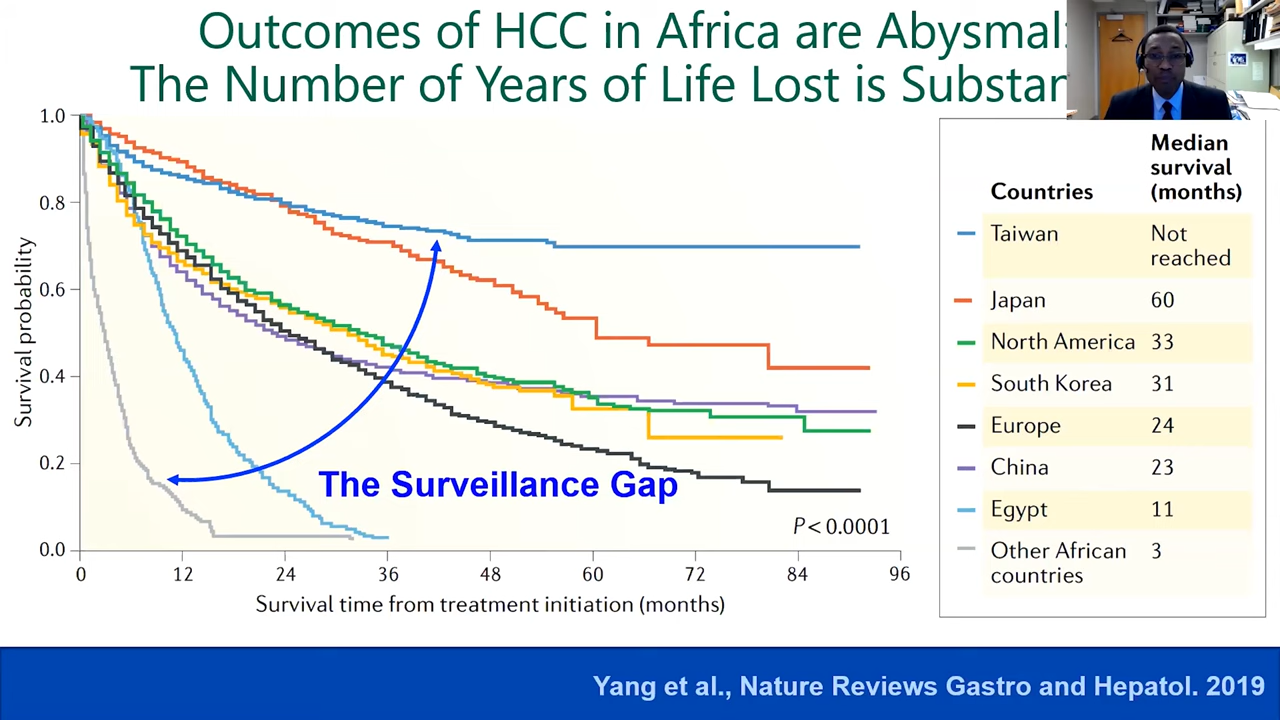 Outcomes of HCC in Africa are Abysmal:
The Number of Years of Life Lost is
Survival probability
1.0
0.8
0.6
0.4
0.2
0.0
0 12 24 36 48 60 72 84 96
Survival time from treatment initiation (months)
The Surveillance Gap
P < 0.0001
Countries
Median
survival
(months)
Taiwan Not
reached
Japan 60
North America 33
South Korea 31
Europe 24
China 23
Egypt 11
Other African 3
countries
Yang et al., Nature Reviews Gastro and Hepatol. 2019